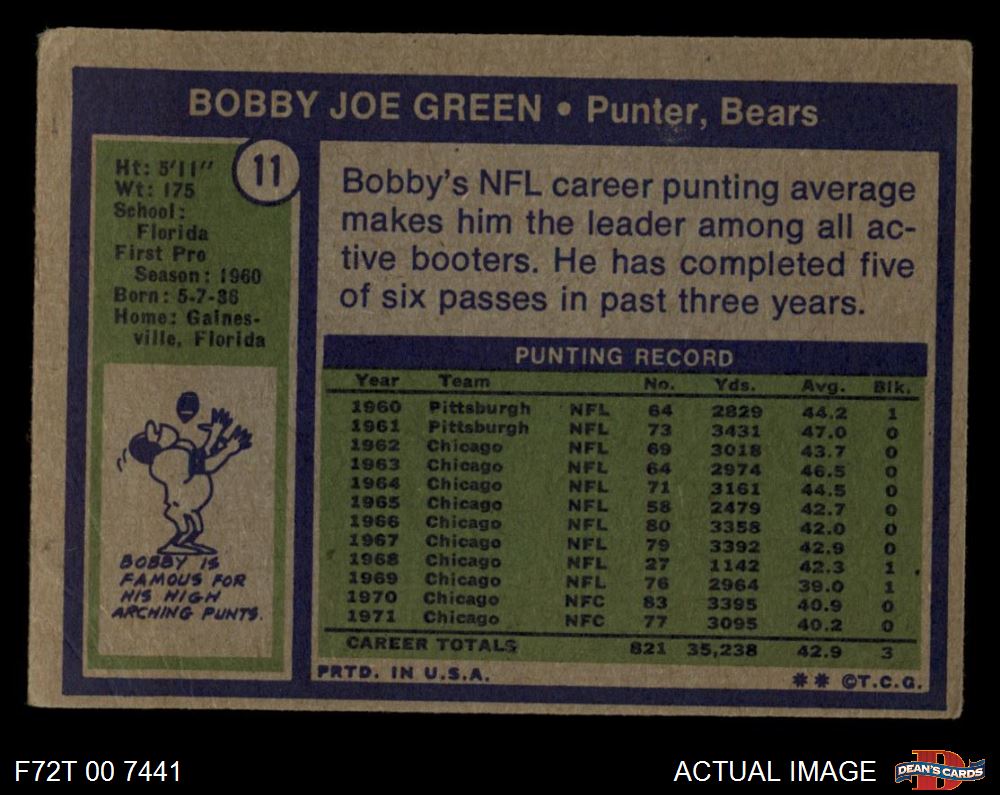 BOBBY JOE GREEN • Punter, Bears
11
Ht: 5'11"
Wt: 175
School:
Florida
First Pro
Season: 1960
Born: 5-7-36
Home: Gaines-
ville, Florida
BOBBY IS
FAMOUS FOR
HIS HIGH
ARCHING PUNTS.
Bobby's NFL career punting average
makes him the leader among all ac-
tive booters. He has completed five
of six passes in past three years.
PUNTING RECORD
Year Team No. Yds. Avg. Blk.
1960 Pittsburgh NFL 64 2829 44.2 1
1961 Pittsburgh NFL 73 3431 47.0 0
1962 Chicago NFL 69 3018 43.7 0
1963 Chicago NFL 64 2974 46.5 0
1964 Chicago NFL 71 3161 44.5 0
1965 Chicago NFL 58 2479 42.7 0
1966 Chicago NFL 80 3358 42.0 0
1967 Chicago NFL 79 3392 42.9 0
1968 Chicago NFL 27 1142 42.3 1
1969 Chicago NFL 76 2964 39.0 1
1970 Chicago NFC 83 3395 40.9 0
1971 Chicago NFC 77 3095 40.2 0
CAREER TOTALS 821 35,238 42.9 3
PRTD. IN U.S.A.
** ©T.C.G.
F72T 00 7441
ACTUAL IMAGE
D
DEAN'S CARDS